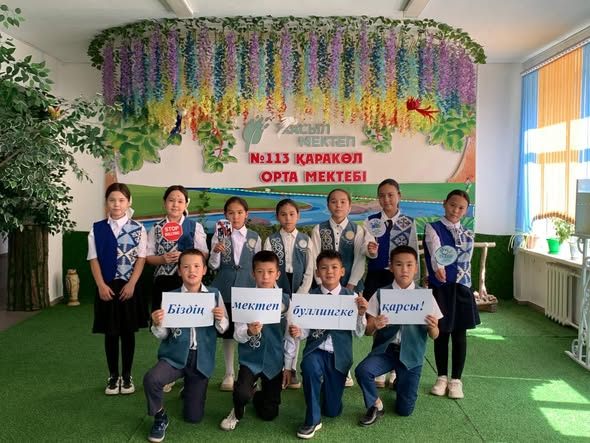 ЖАСЫЛ
МЕКТЕП
№113 ҚАРАКӨЛ
ОРТА МЕКТЕБІ
STOP
Біздің мектеп буллингке қарсы!